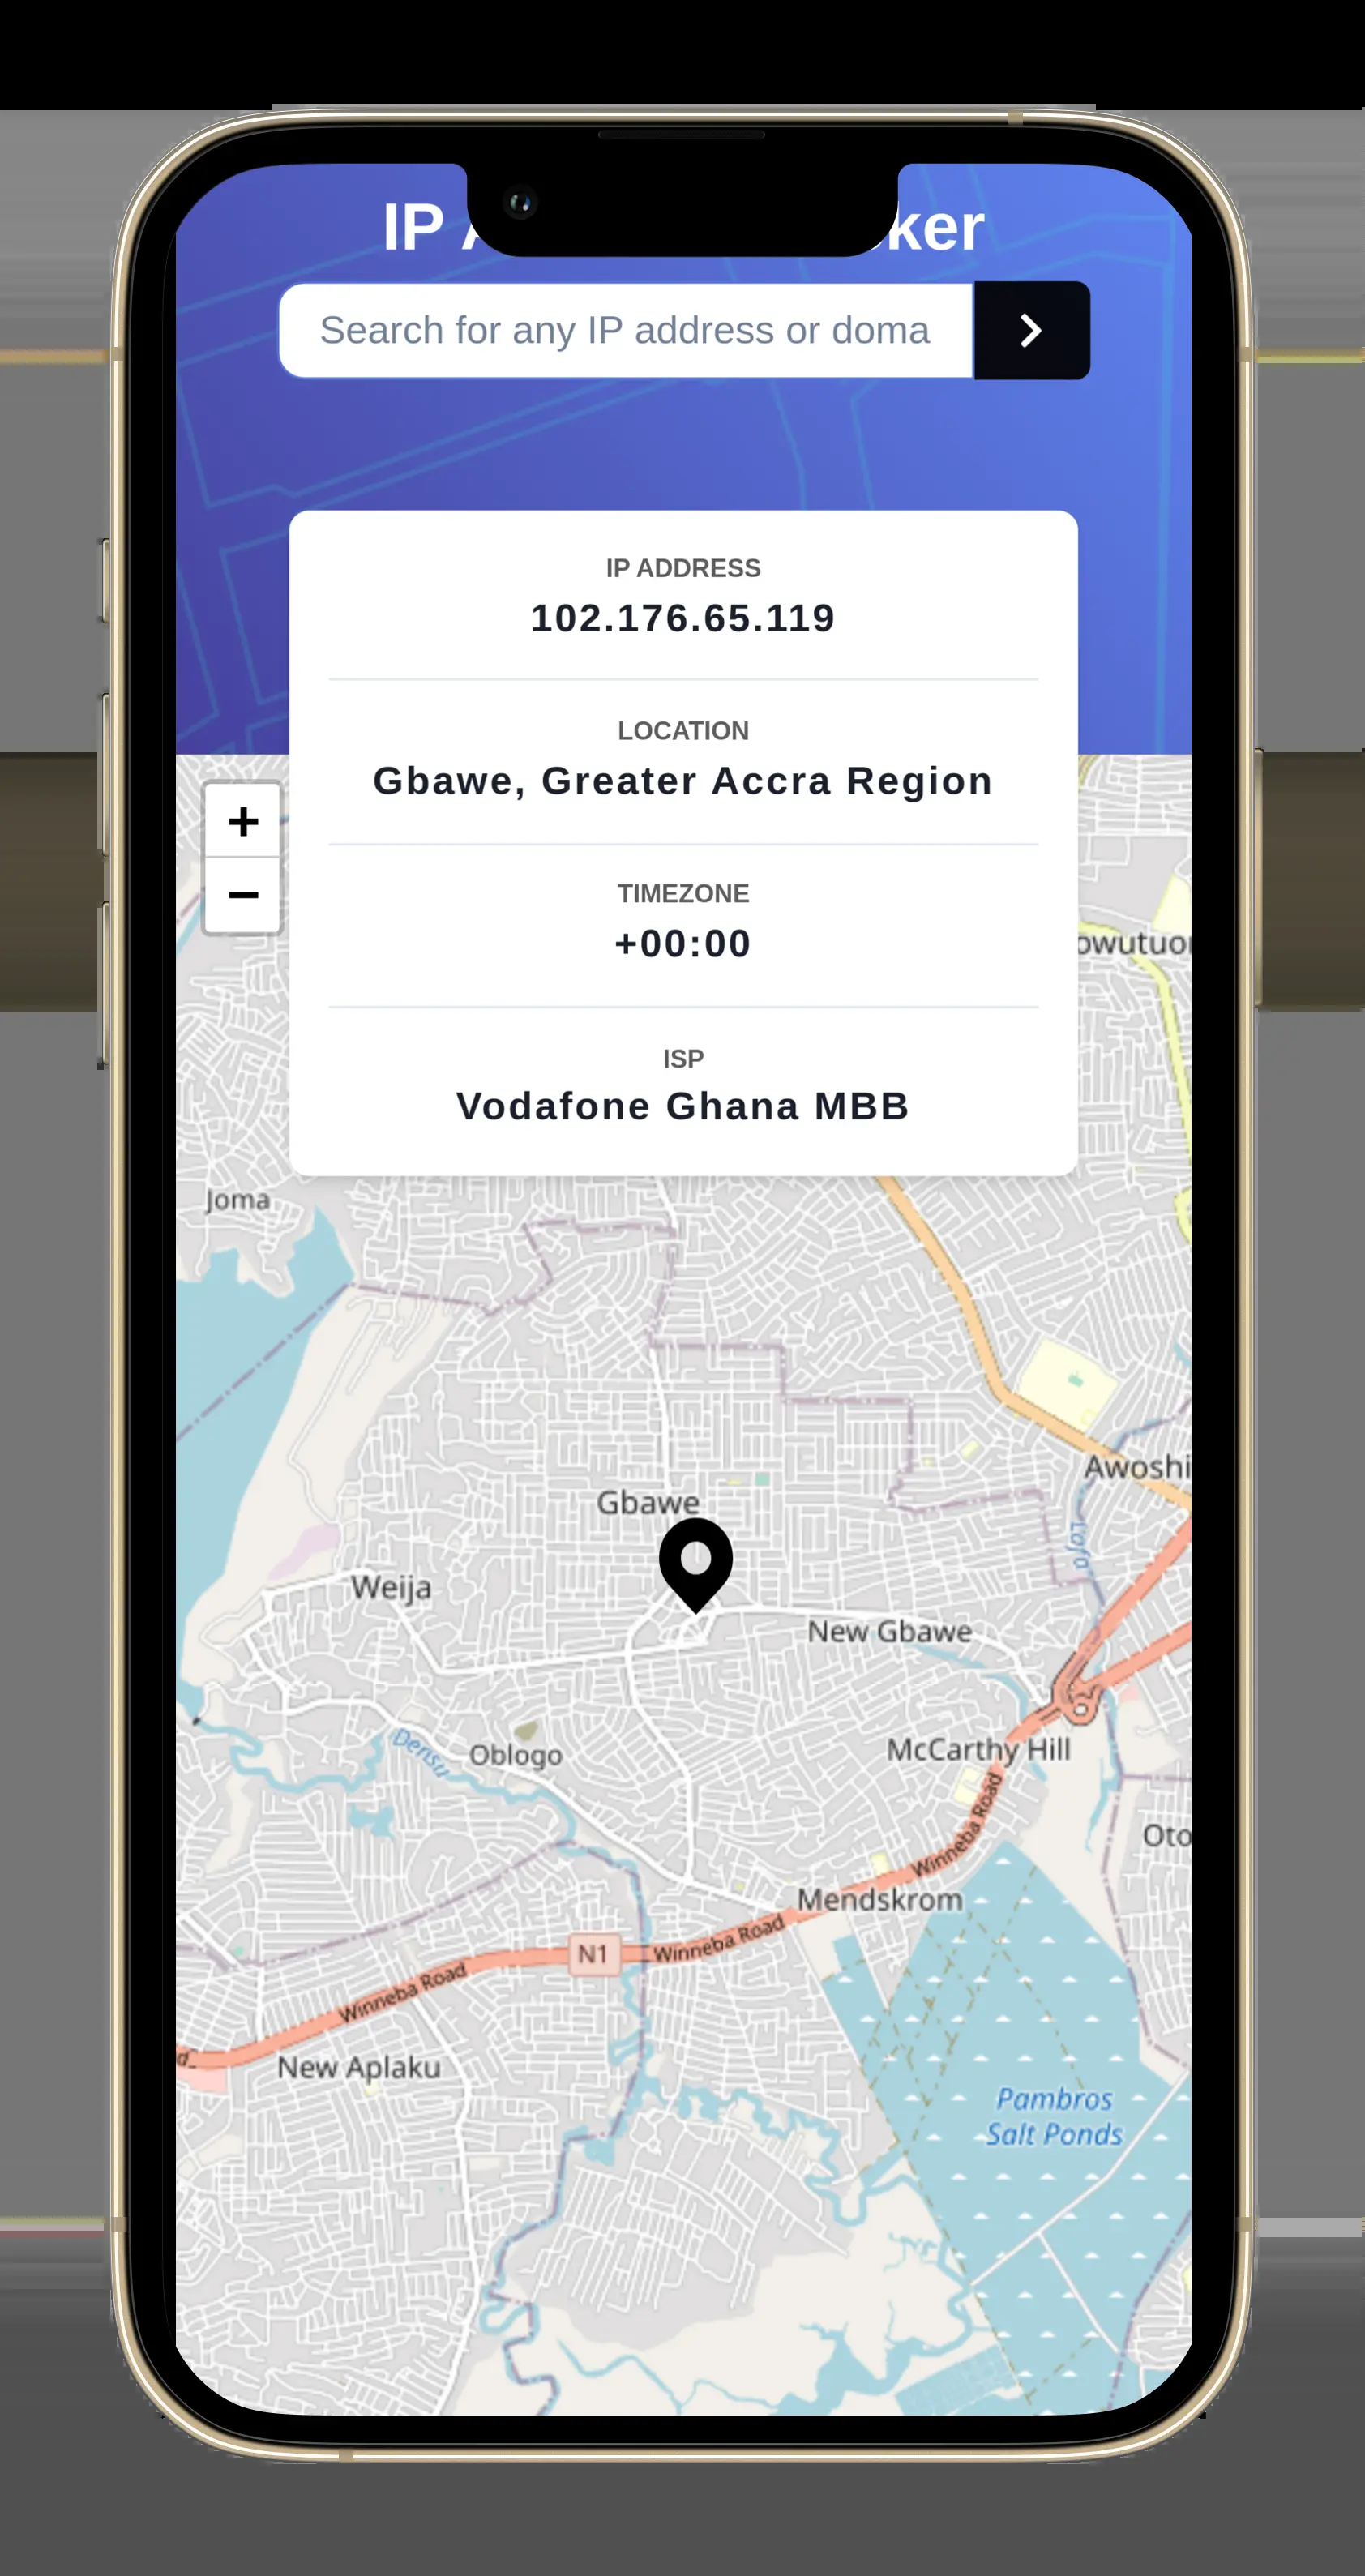 IP A ker
Search for any IP address or doma
IP ADDRESS
102.176.65.119
LOCATION
Gbawe, Greater Accra Region
TIMEZONE
+00:00
ISP
Vodafone Ghana MBB
+
−
owutuo
Joma
Awoshi
Gbawe
Lafa
Weija
New Gbawe
Densu
Oblogo
McCarthy Hill
Winneba Road
Oto
Mendskrom
N1
Winneba Road
Winneba Road
New Aplaku
Pambros
Salt Ponds